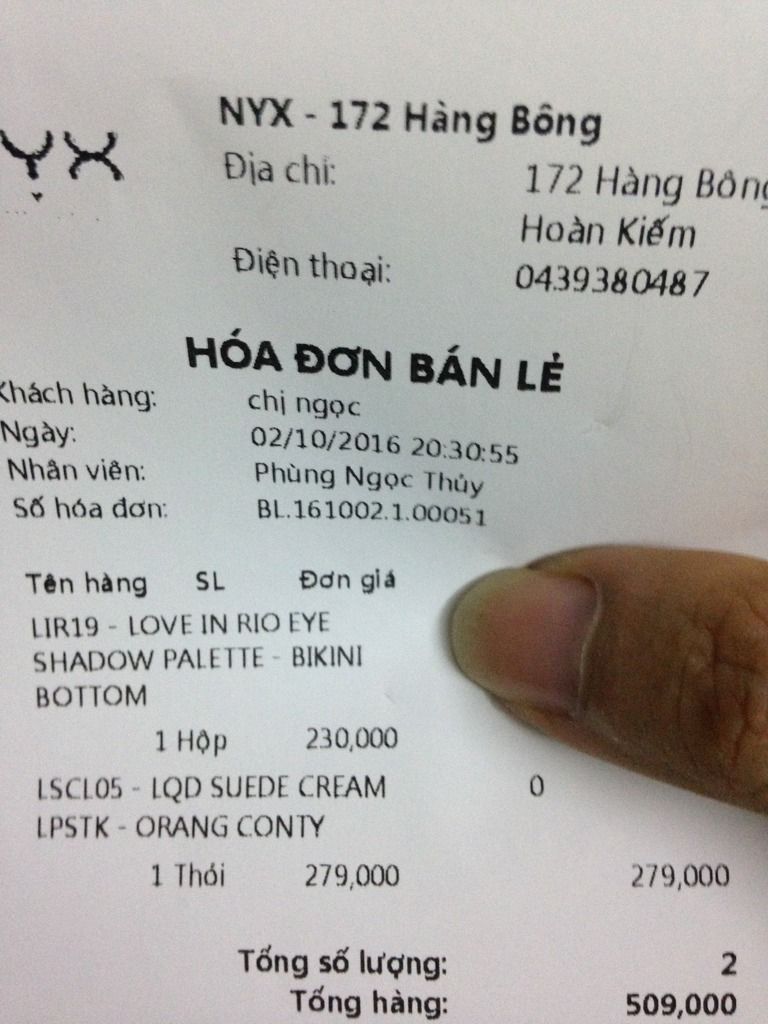 YX
NYX - 172 Hàng Bông
Địa chỉ: 172 Hàng Bông
Hoàn Kiếm
Điện thoại: 0439380487
HÓA ĐƠN BÁN LẺ
Khách hàng: chị ngọc
Ngày: 02/10/2016 20:30:55
Nhân viên: Phùng Ngọc Thủy
Số hóa đơn: BL.161002.1.00051
Tên hàng SL Đơn giá
LIR19 - LOVE IN RIO EYE
SHADOW PALETTE - BIKINI
BOTTOM
1 Hộp 230,000
LSCL05 - LQD SUEDE CREAM 0
LPSTK - ORANG CONTY
1 Thỏi 279,000 279,000
Tổng số lượng: 2
Tổng hàng: 509,000